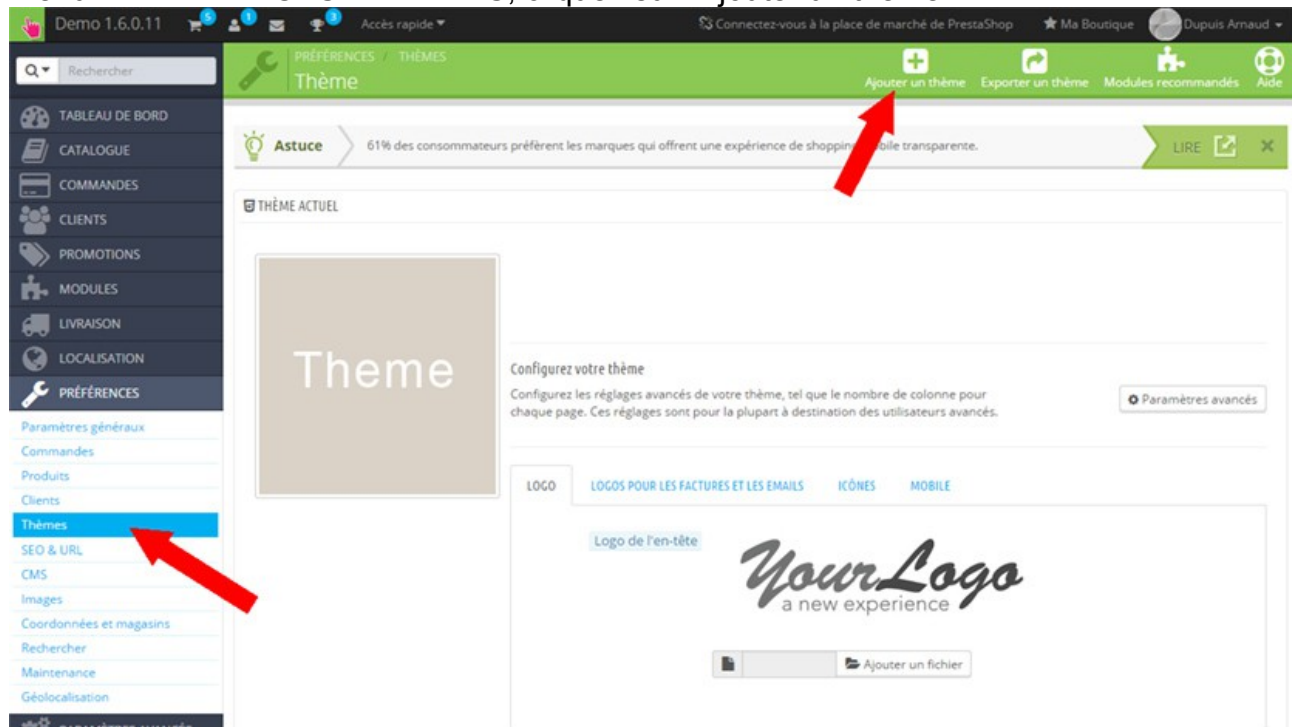 Demo 1.6.0.11 5 1 3 Accès rapide Connectez-vous à la place de marché de PrestaShop Ma Boutique Dupuis Arnaud
Rechercher
PRÉFÉRENCES / THÈMES
Thème
Ajouter un thème Exporter un thème Modules recommandés Aide
TABLEAU DE BORD
CATALOGUE
COMMANDES
CLIENTS
PROMOTIONS
MODULES
LIVRAISON
LOCALISATION
PRÉFÉRENCES
Paramètres généraux
Commandes
Produits
Clients
Thèmes
SEO & URL
CMS
Images
Coordonnées et magasins
Rechercher
Maintenance
Géolocalisation
Astuce 61% des consommateurs préfèrent les marques qui offrent une expérience de shopping mobile transparente. LIRE
THÈME ACTUEL
Theme
Configurez votre thème
Configurez les réglages avancés de votre thème, tel que le nombre de colonne pour
chaque page. Ces réglages sont pour la plupart à destination des utilisateurs avancés.
Paramètres avancés
LOGO LOGOS POUR LES FACTURES ET LES EMAILS ICÔNES MOBILE
Logo de l'en-tête
YourLogo
a new experience
Ajouter un fichier